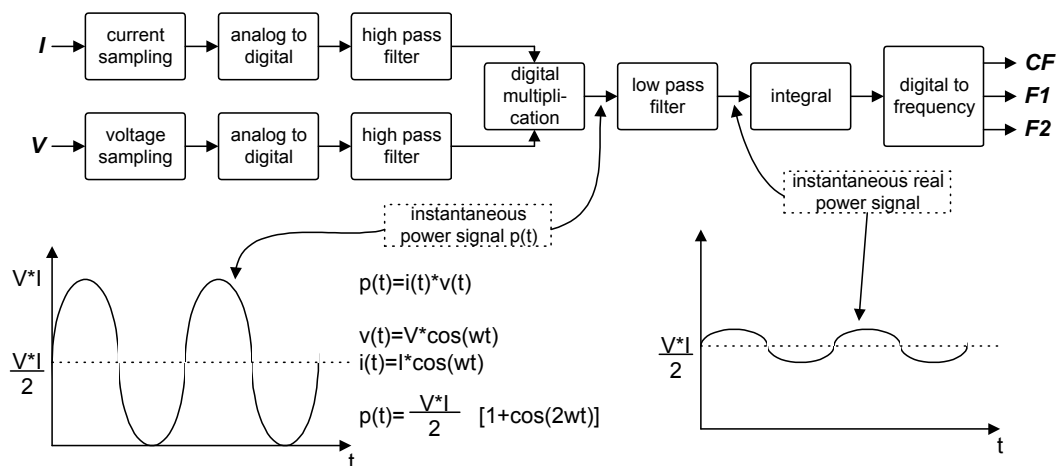 I
current
sampling
analog to
digital
high pass
filter
V
voltage
sampling
analog to
digital
high pass
filter
digital
multipli-
cation
low pass
filter
integral
digital to
frequency
CF
F1
F2
instantaneous
power signal p(t)
instantaneous real
power signal
V*I
V*I
2
t
p(t)=i(t)*v(t)
v(t)=V*cos(wt)
i(t)=I*cos(wt)
p(t)= V*I [1+cos(2wt)]
2
V*I
2
t